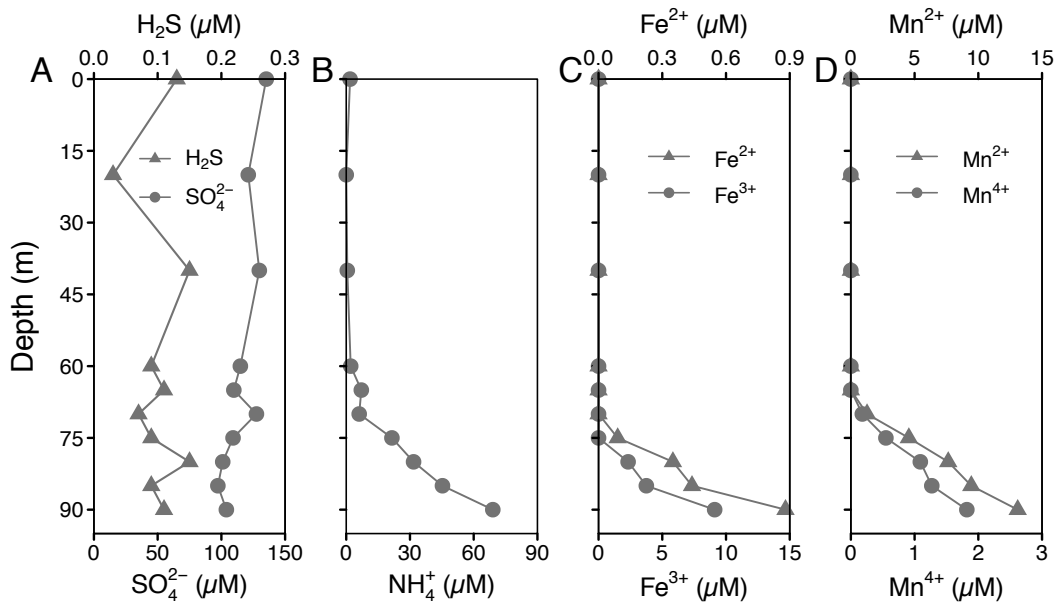 H₂S (µM) Fe²⁺ (µM) Mn²⁺ (µM)
0.0 0.1 0.2 0.3 0.0 0.3 0.6 0.9 0 5 10 15
A B C D
0
15
30
45
60
75
90
Depth (m)
H₂S
SO₄²⁻
Fe²⁺
Fe³⁺
Mn²⁺
Mn⁴⁺
0 50 100 150 0 30 60 90 0 5 10 15 0 1 2 3
SO₄²⁻ (µM) NH₄⁺ (µM) Fe³⁺ (µM) Mn⁴⁺ (µM)